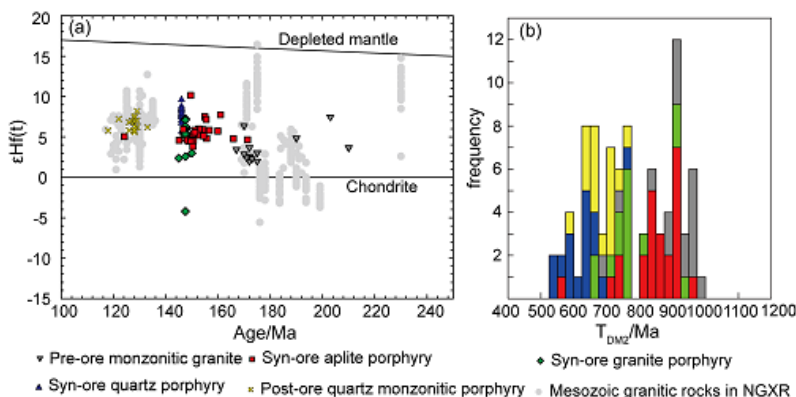 (a)
Depleted mantle
Chondrite
εHf(t)
20
15
10
5
0
-5
-10
-15
100 120 140 160 180 200 220 240
Age/Ma
(b)
frequency
12
10
8
6
4
2
400 500 600 700 800 900 1000 1100 1200
TDM2/Ma
Pre-ore monzonitic granite Syn-ore aplite porphyry Syn-ore granite porphyry
Syn-ore quartz porphyry Post-ore quartz monzonitic porphyry Mesozoic granitic rocks in NGXR